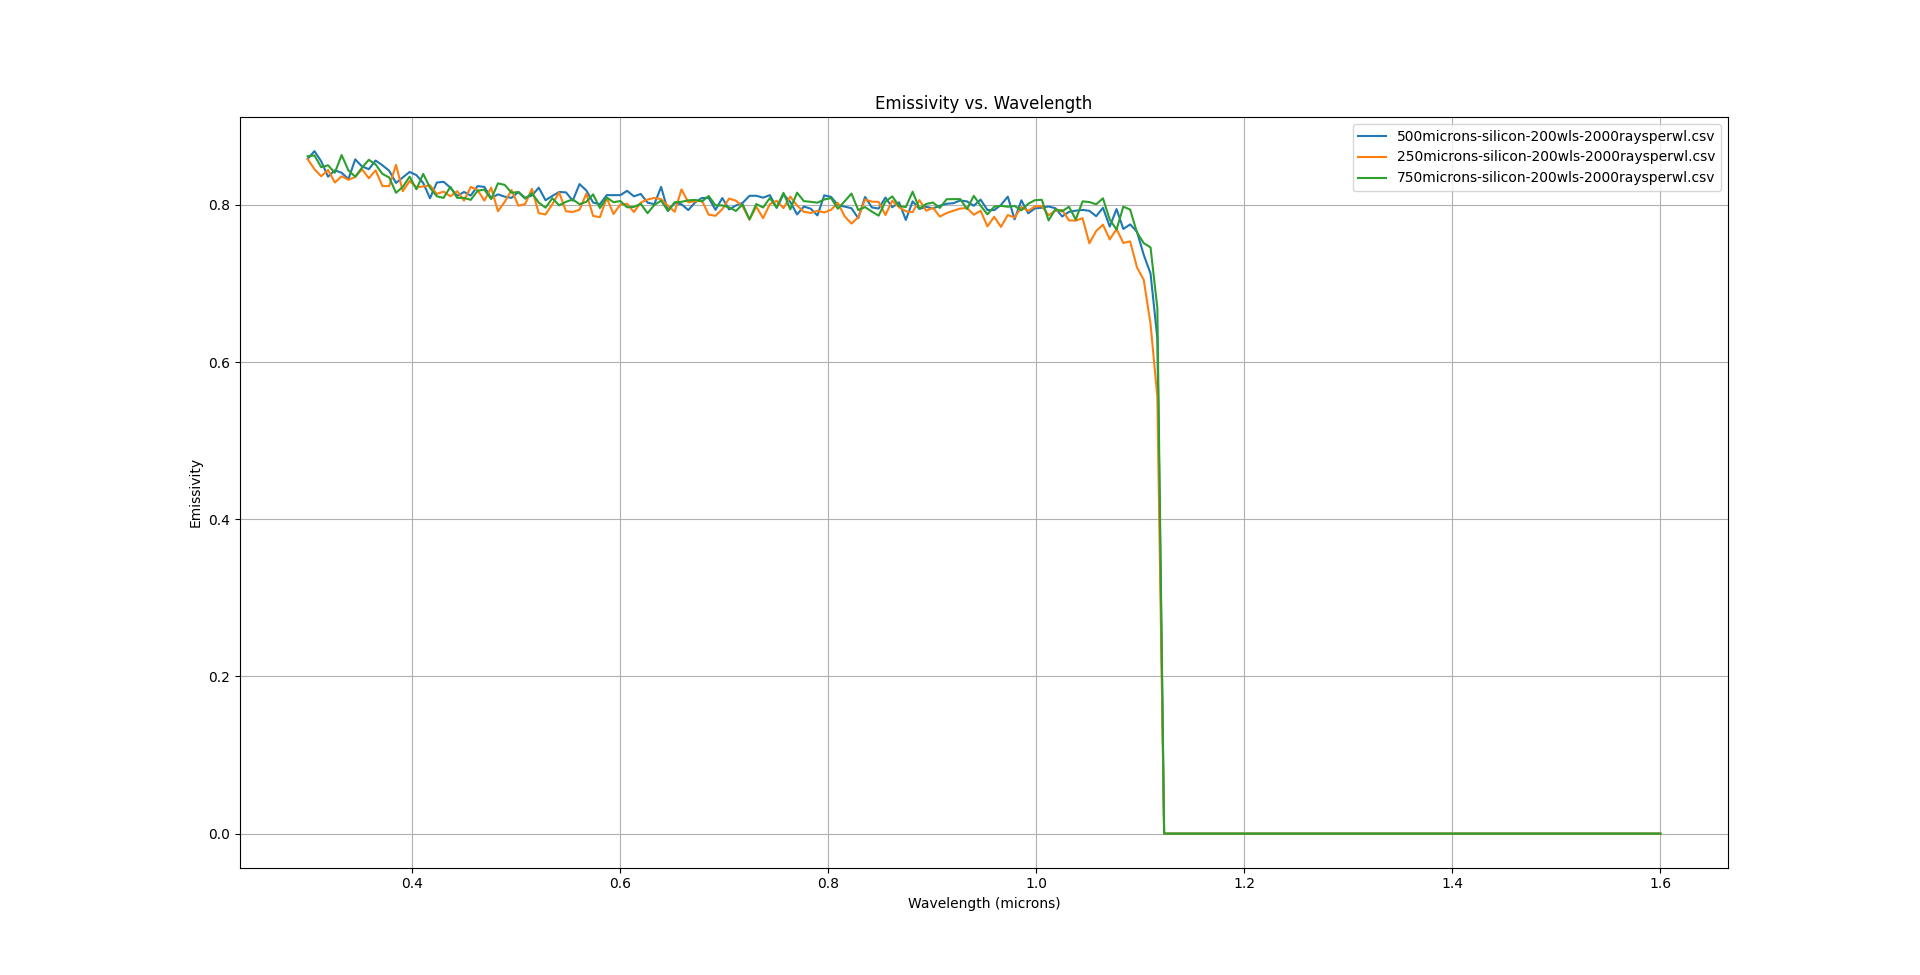 Emissivity vs. Wavelength
500microns-silicon-200wls-2000raysperwl.csv
250microns-silicon-200wls-2000raysperwl.csv
750microns-silicon-200wls-2000raysperwl.csv
0.8
0.6
0.4
0.2
0.0
Emissivity
0.4 0.6 0.8 1.0 1.2 1.4 1.6
Wavelength (microns)